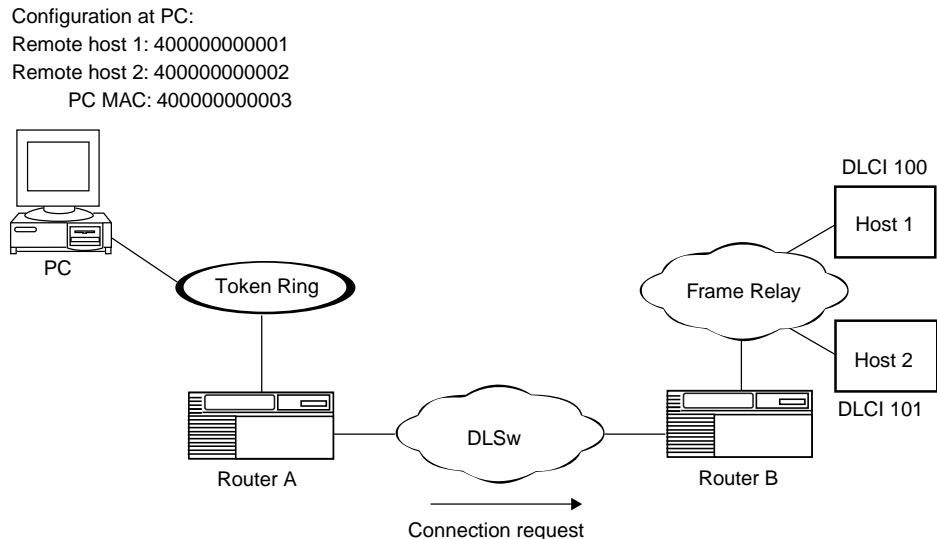 Configuration at PC:
Remote host 1: 400000000001
Remote host 2: 400000000002
PC MAC: 400000000003
DLCI 100
Host 1
PC
Token Ring
Frame Relay
Host 2
DLCI 101
DLSw
Router A
Router B
Connection request